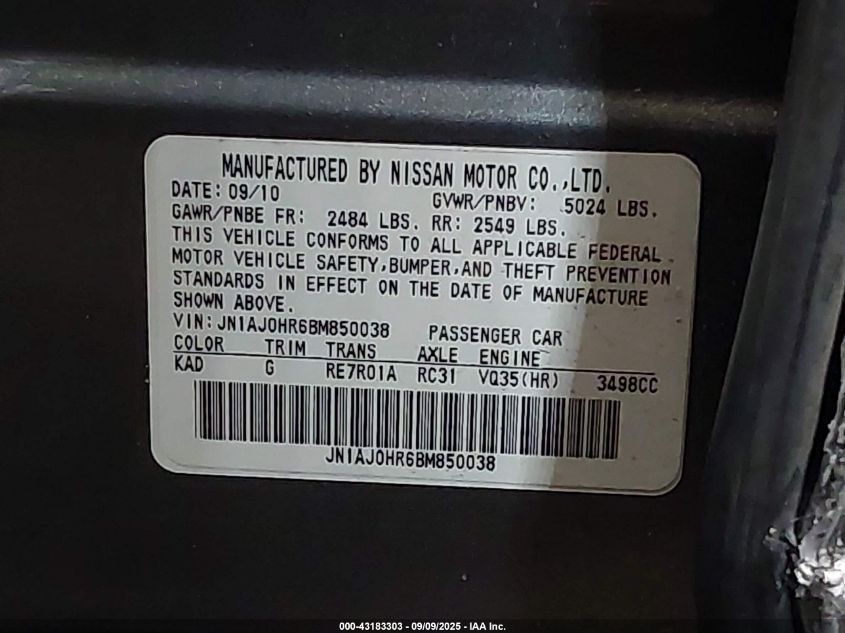 MANUFACTURED BY NISSAN MOTOR CO.,LTD.
DATE: 09/10 GVWR/PNBV: 5024 LBS.
GAWR/PNBE FR: 2484 LBS. RR: 2549 LBS.
THIS VEHICLE CONFORMS TO ALL APPLICABLE FEDERAL
MOTOR VEHICLE SAFETY,BUMPER,AND THEFT PREVENTION
STANDARDS IN EFFECT ON THE DATE OF MANUFACTURE
SHOWN ABOVE.
VIN:JN1AJ0HR6BM850038 PASSENGER CAR
COLOR TRIM TRANS AXLE ENGINE
KAD G RE7R01A RC31 VQ35(HR) 3498CC
JN1AJ0HR6BM850038
000-43183303 - 09/09/2025 - IAA Inc.